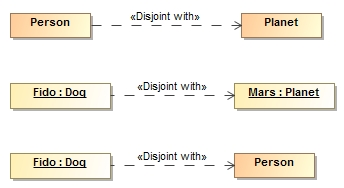 Person «Disjoint with» Planet
Fido : Dog «Disjoint with» Mars : Planet
Fido : Dog «Disjoint with» Person